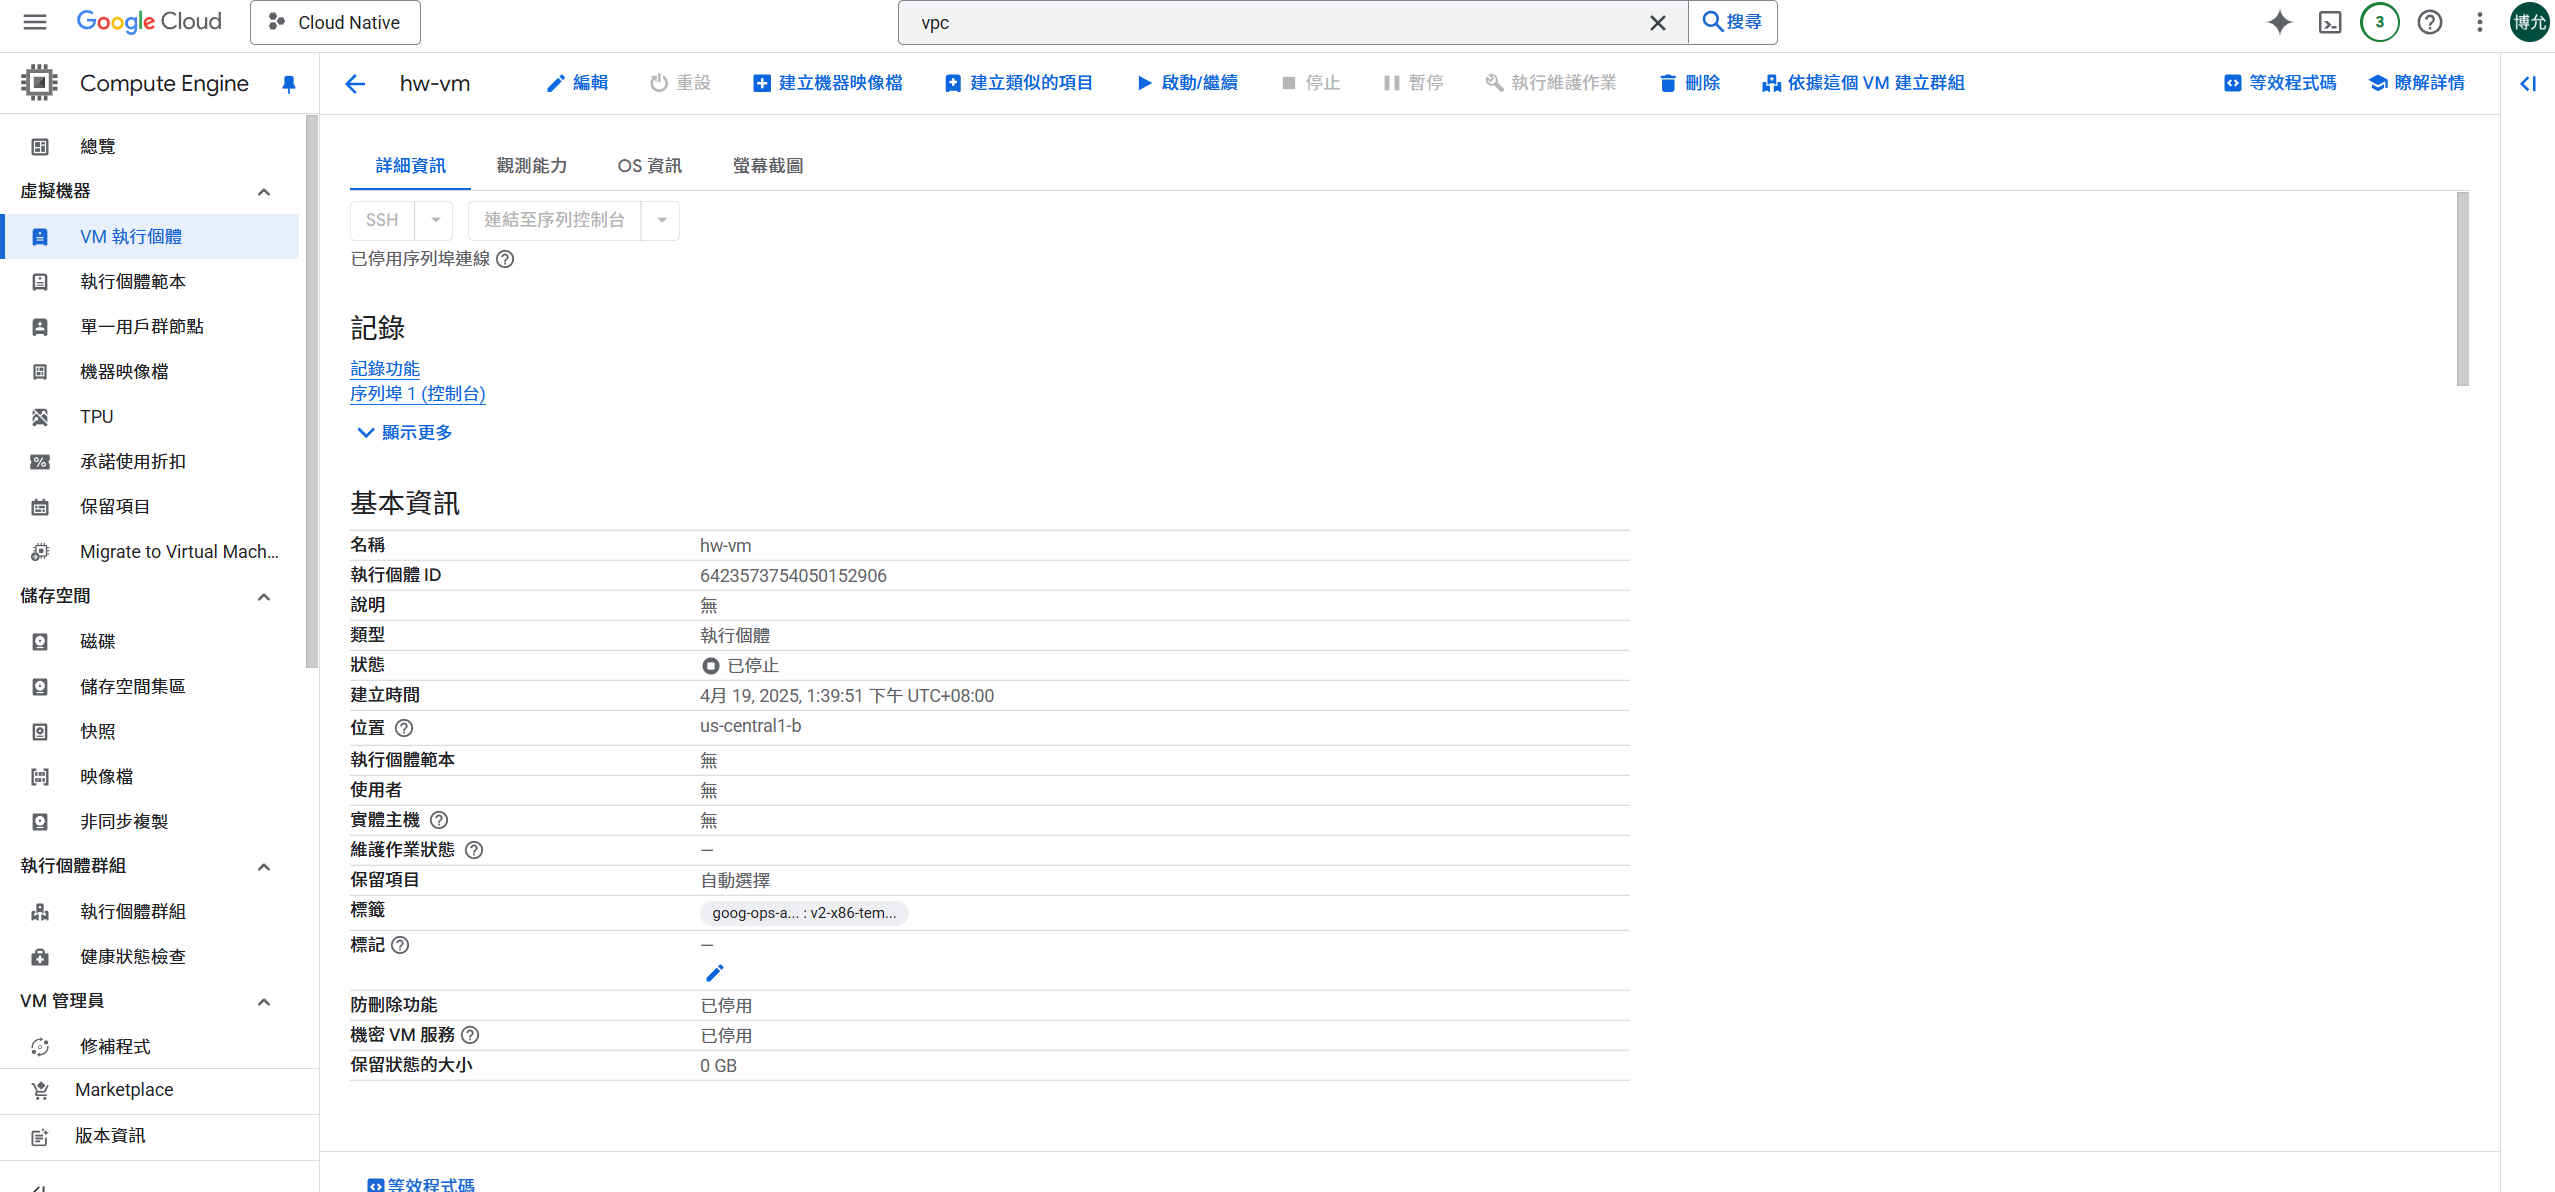 Google Cloud
Cloud Native
vpc
搜尋
3
博允
Compute Engine
hw-vm
編輯
重設
建立機器映像檔
建立類似的項目
啟動/繼續
停止
暫停
執行維護作業
刪除
依據這個 VM 建立群組
等效程式碼
瞭解詳情
總覽
虛擬機器
VM 執行個體
執行個體範本
單一用戶群節點
機器映像檔
TPU
承諾使用折扣
保留項目
Migrate to Virtual Mach...
儲存空間
磁碟
儲存空間集區
快照
映像檔
非同步複製
執行個體群組
執行個體群組
健康狀態檢查
VM 管理員
修補程式
Marketplace
版本資訊
詳細資訊
觀測能力
OS 資訊
螢幕截圖
SSH
連結至序列控制台
已停用序列埠連線
記錄
記錄功能
序列埠 1 (控制台)
顯示更多
基本資訊
名稱 hw-vm
執行個體 ID 6423573754050152906
說明 無
類型 執行個體
狀態 已停止
建立時間 4月 19, 2025, 1:39:51 下午 UTC+08:00
位置 us-central1-b
執行個體範本 無
使用者 無
實體主機 無
維護作業狀態 —
保留項目 自動選擇
標籤 goog-ops-a... : v2-x86-tem...
標記 —
防刪除功能 已停用
機密 VM 服務 已停用
保留狀態的大小 0 GB
等效程式碼